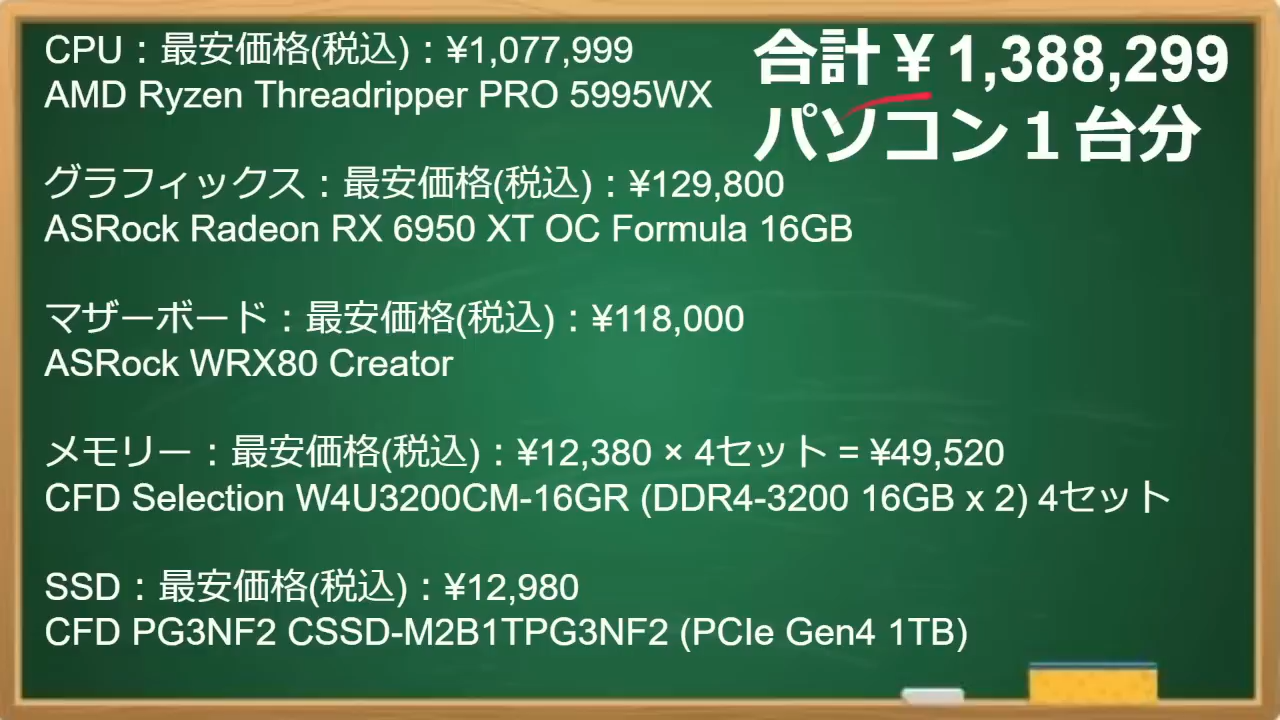 CPU：最安価格(税込)：¥1,077,999
AMD Ryzen Threadripper PRO 5995WX
合計￥1,388,299
パソコン１台分
グラフィックス：最安価格(税込)：¥129,800
ASRock Radeon RX 6950 XT OC Formula 16GB
マザーボード：最安価格(税込)：¥118,000
ASRock WRX80 Creator
メモリー：最安価格(税込)：¥12,380 × 4セット = ¥49,520
CFD Selection W4U3200CM-16GR (DDR4-3200 16GB x 2) 4セット
SSD：最安価格(税込)：¥12,980
CFD PG3NF2 CSSD-M2B1TPG3NF2 (PCIe Gen4 1TB)